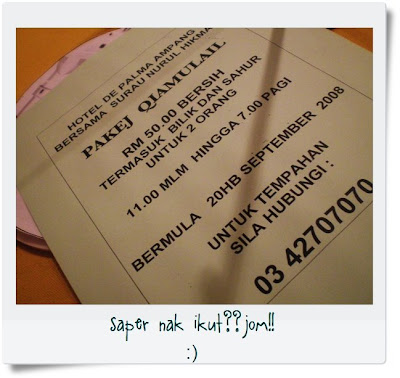 HOTEL DE PALMA AMPANG
BERSAMA SURAU NURUL HIKMA
PAKEJ QIAMULAIL
RM 50.00 BERSIH
TERMASUK BILIK DAN SAHUR
UNTUK 2 ORANG
11.00 MLM HINGGA 7.00 PAGI
BERMULA 20HB SEPTEMBER 2008
UNTUK TEMPAHAN
SILA HUBUNGI :
03 42707070
saper nak ikut??jom!!
:)